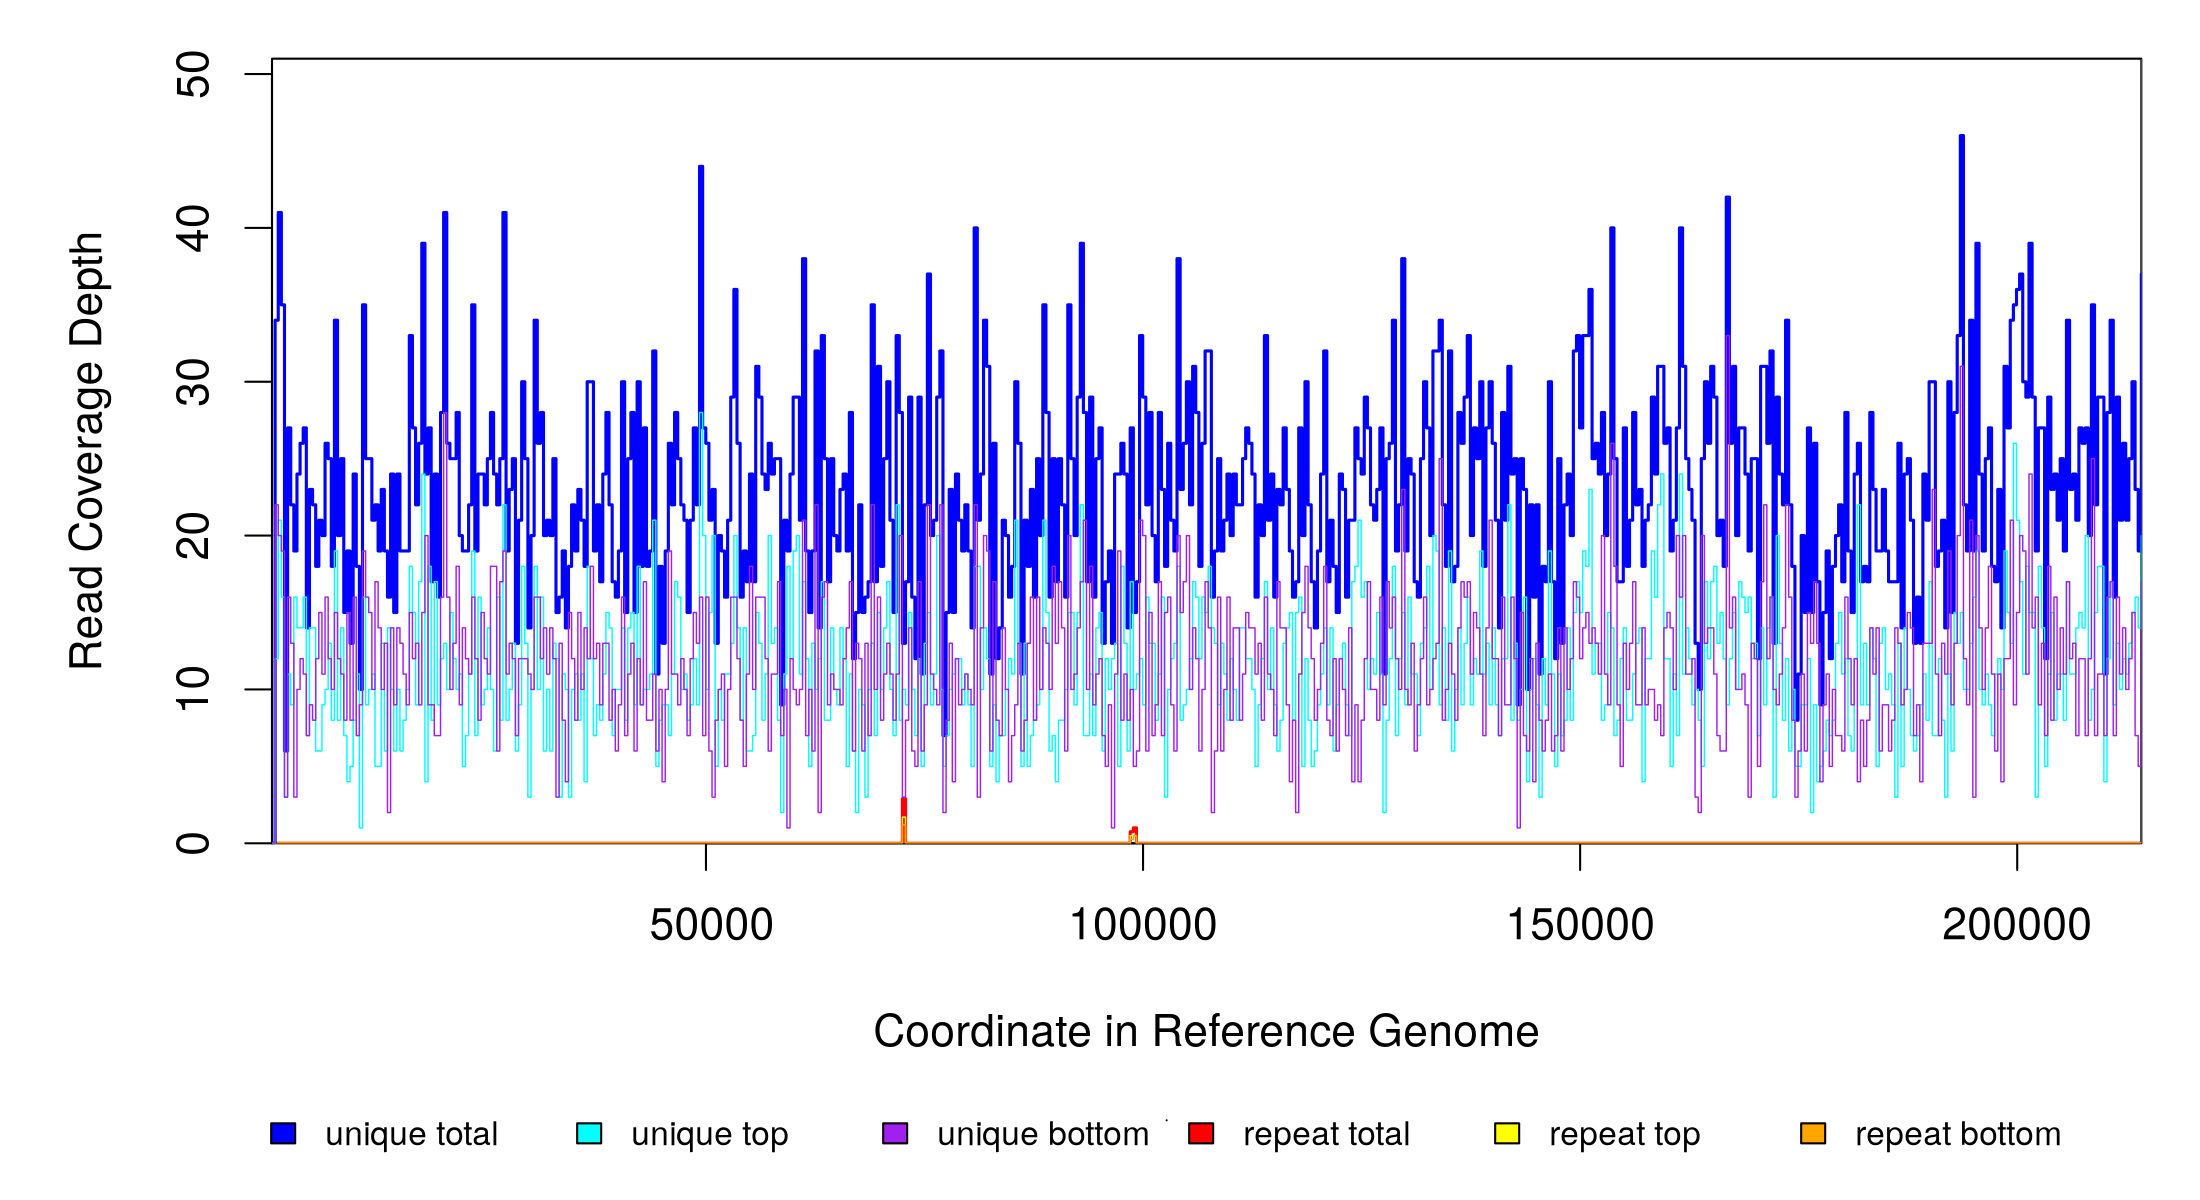 Read Coverage Depth
50
40
30
20
10
0
50000 100000 150000 200000
Coordinate in Reference Genome
unique total unique top unique bottom repeat total repeat top repeat bottom